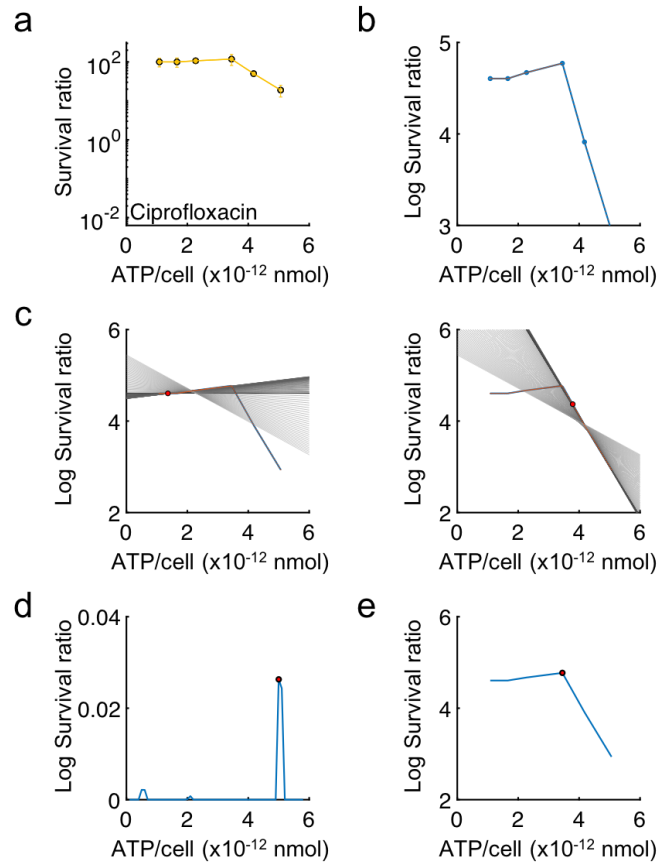 a
Survival ratio
10²
10⁰
10⁻²
Ciprofloxacin
0 2 4 6
ATP/cell (x10⁻¹² nmol)
b
Log Survival ratio
5
4
3
0 2 4 6
ATP/cell (x10⁻¹² nmol)
c
Log Survival ratio
6
4
2
0 2 4 6
ATP/cell (x10⁻¹² nmol)
Log Survival ratio
6
4
2
0 2 4 6
ATP/cell (x10⁻¹² nmol)
d
Log Survival ratio
0.04
0.02
0
0 2 4 6
ATP/cell (x10⁻¹² nmol)
e
Log Survival ratio
6
4
2
0 2 4 6
ATP/cell (x10⁻¹² nmol)